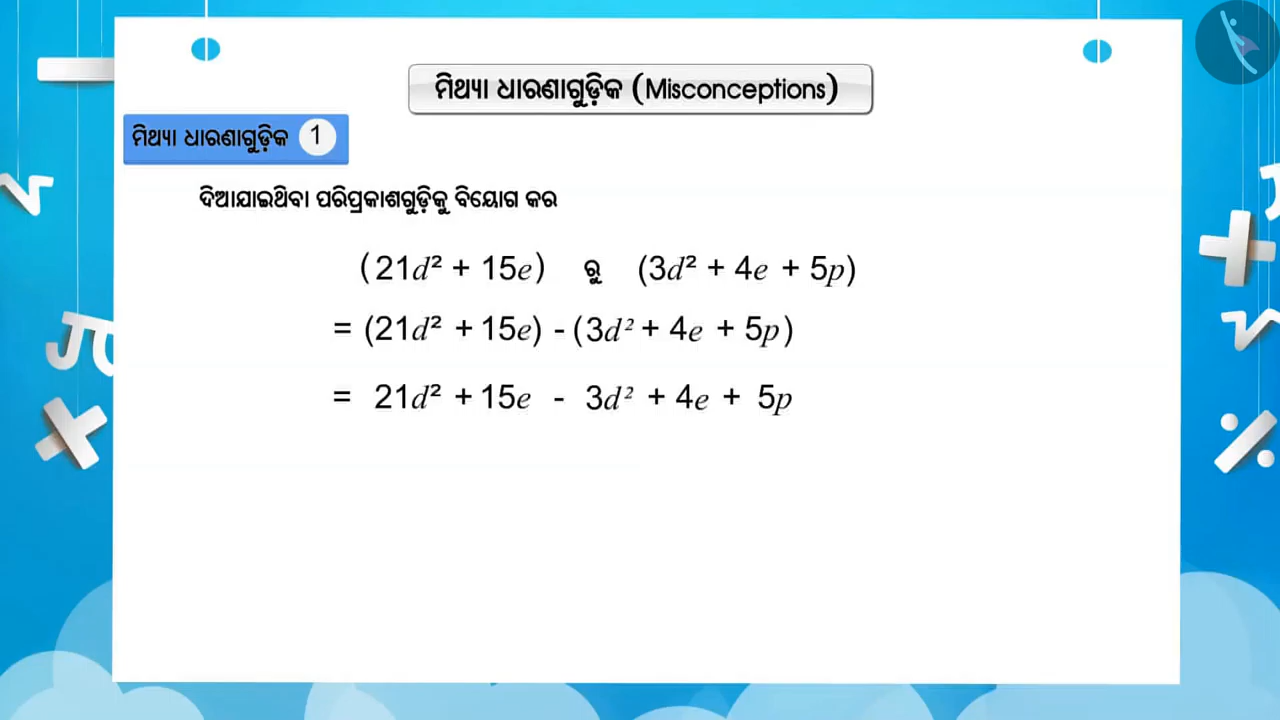 ମିଥ୍ୟା ଧାରଣାଗୁଡ଼ିକ (Misconceptions)
ମିଥ୍ୟା ଧାରଣାଗୁଡ଼ିକ 1
ଦିଆଯାଇଥିବା ପରିପ୍ରକାଶଗୁଡ଼ିକୁ ବିୟୋଗ କର
(21d² + 15e) ରୁ (3d² + 4e + 5p)
= (21d² + 15e) - (3d² + 4e + 5p)
= 21d² + 15e - 3d² + 4e + 5p